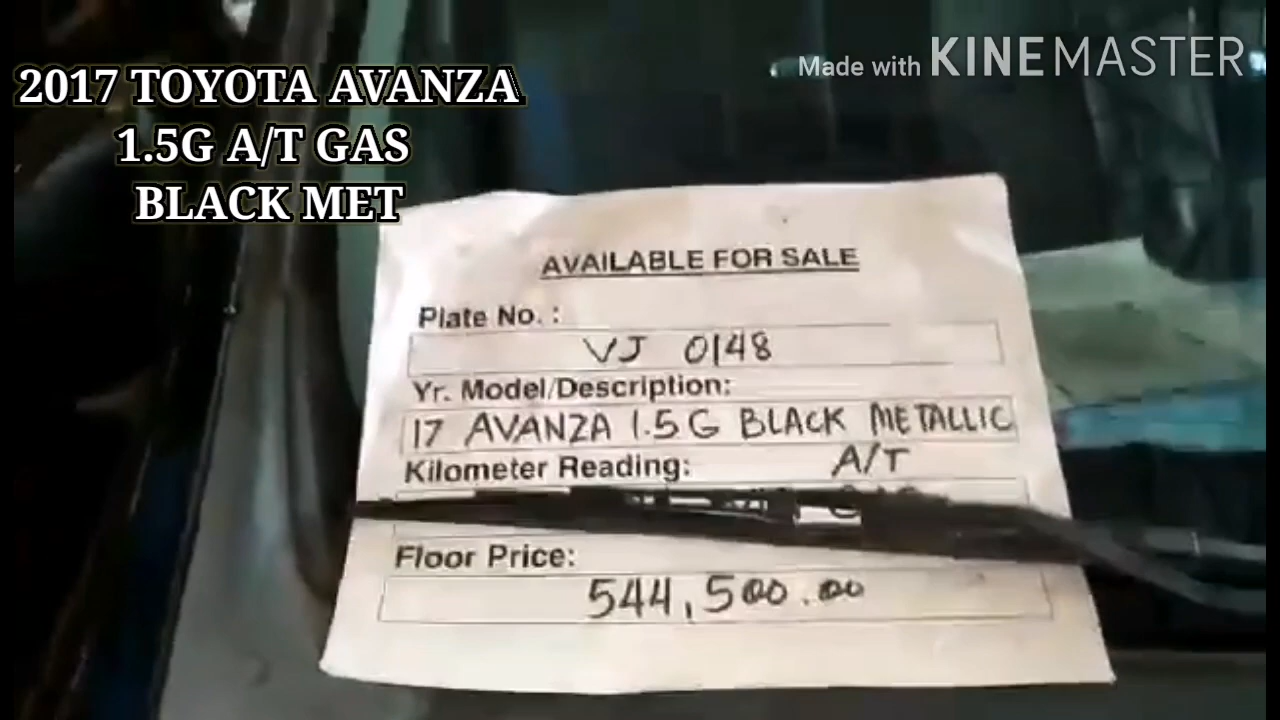 2017 TOYOTA AVANZA
1.5G A/T GAS
BLACK MET
Made with KINEMASTER
AVAILABLE FOR SALE
Plate No. :
VJ 0148
Yr. Model/Description:
17 AVANZA 1.5G BLACK METALLIC
Kilometer Reading: A/T
Floor Price:
544,500.00